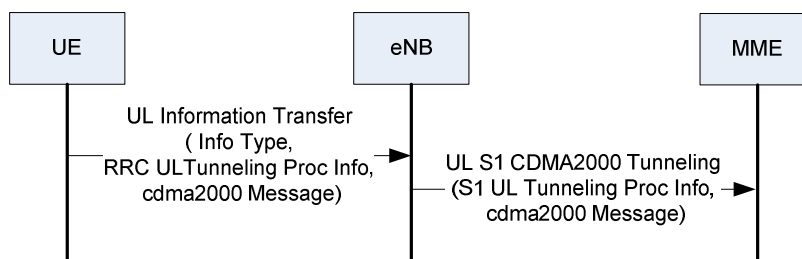 UE
eNB
MME
UL Information Transfer
( Info Type,
RRC ULTunneling Proc Info,
cdma2000 Message)
UL S1 CDMA2000 Tunneling
(S1 UL Tunneling Proc Info,
cdma2000 Message)